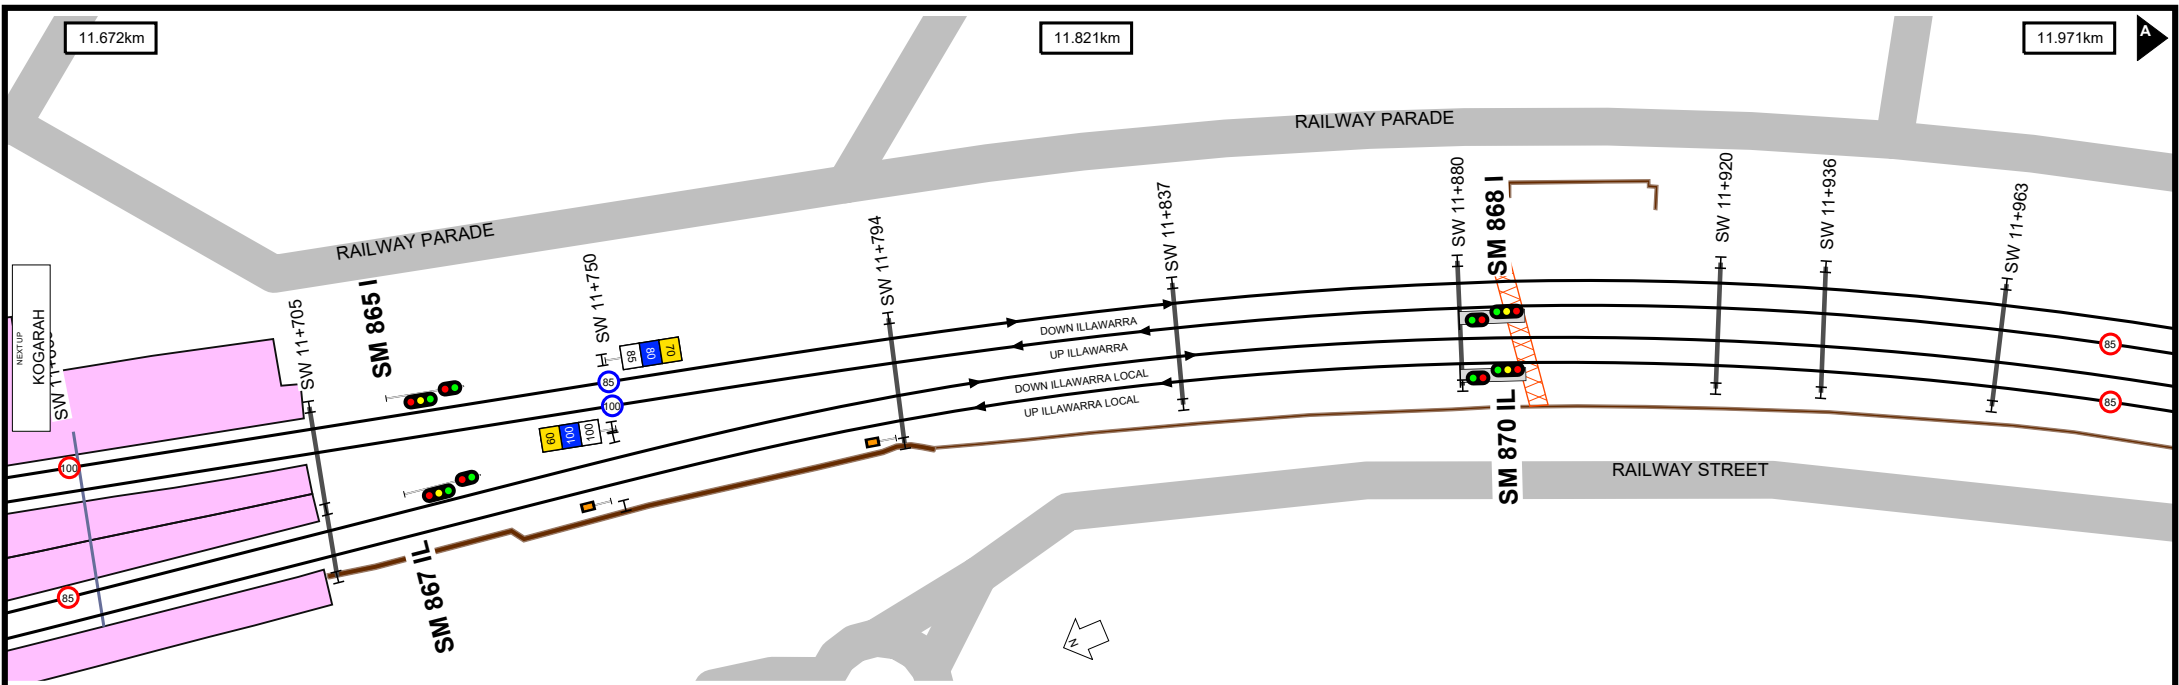 11.672km
11.821km
11.971km
A
RAILWAY PARADE
RAILWAY PARADE
NEXT UP
KOGARAH
SW 11+705
SM 865 I
SW 11+750
85
80
70
85
100
60
100
100
SW 11+794
SW 11+837
SW 11+880
SM 868 I
SW 11+920
SW 11+936
SW 11+963
DOWN ILLAWARRA
UP ILLAWARRA
DOWN ILLAWARRA LOCAL
UP ILLAWARRA LOCAL
85
85
100
85
SM 867 IL
SM 870 IL
RAILWAY STREET
N